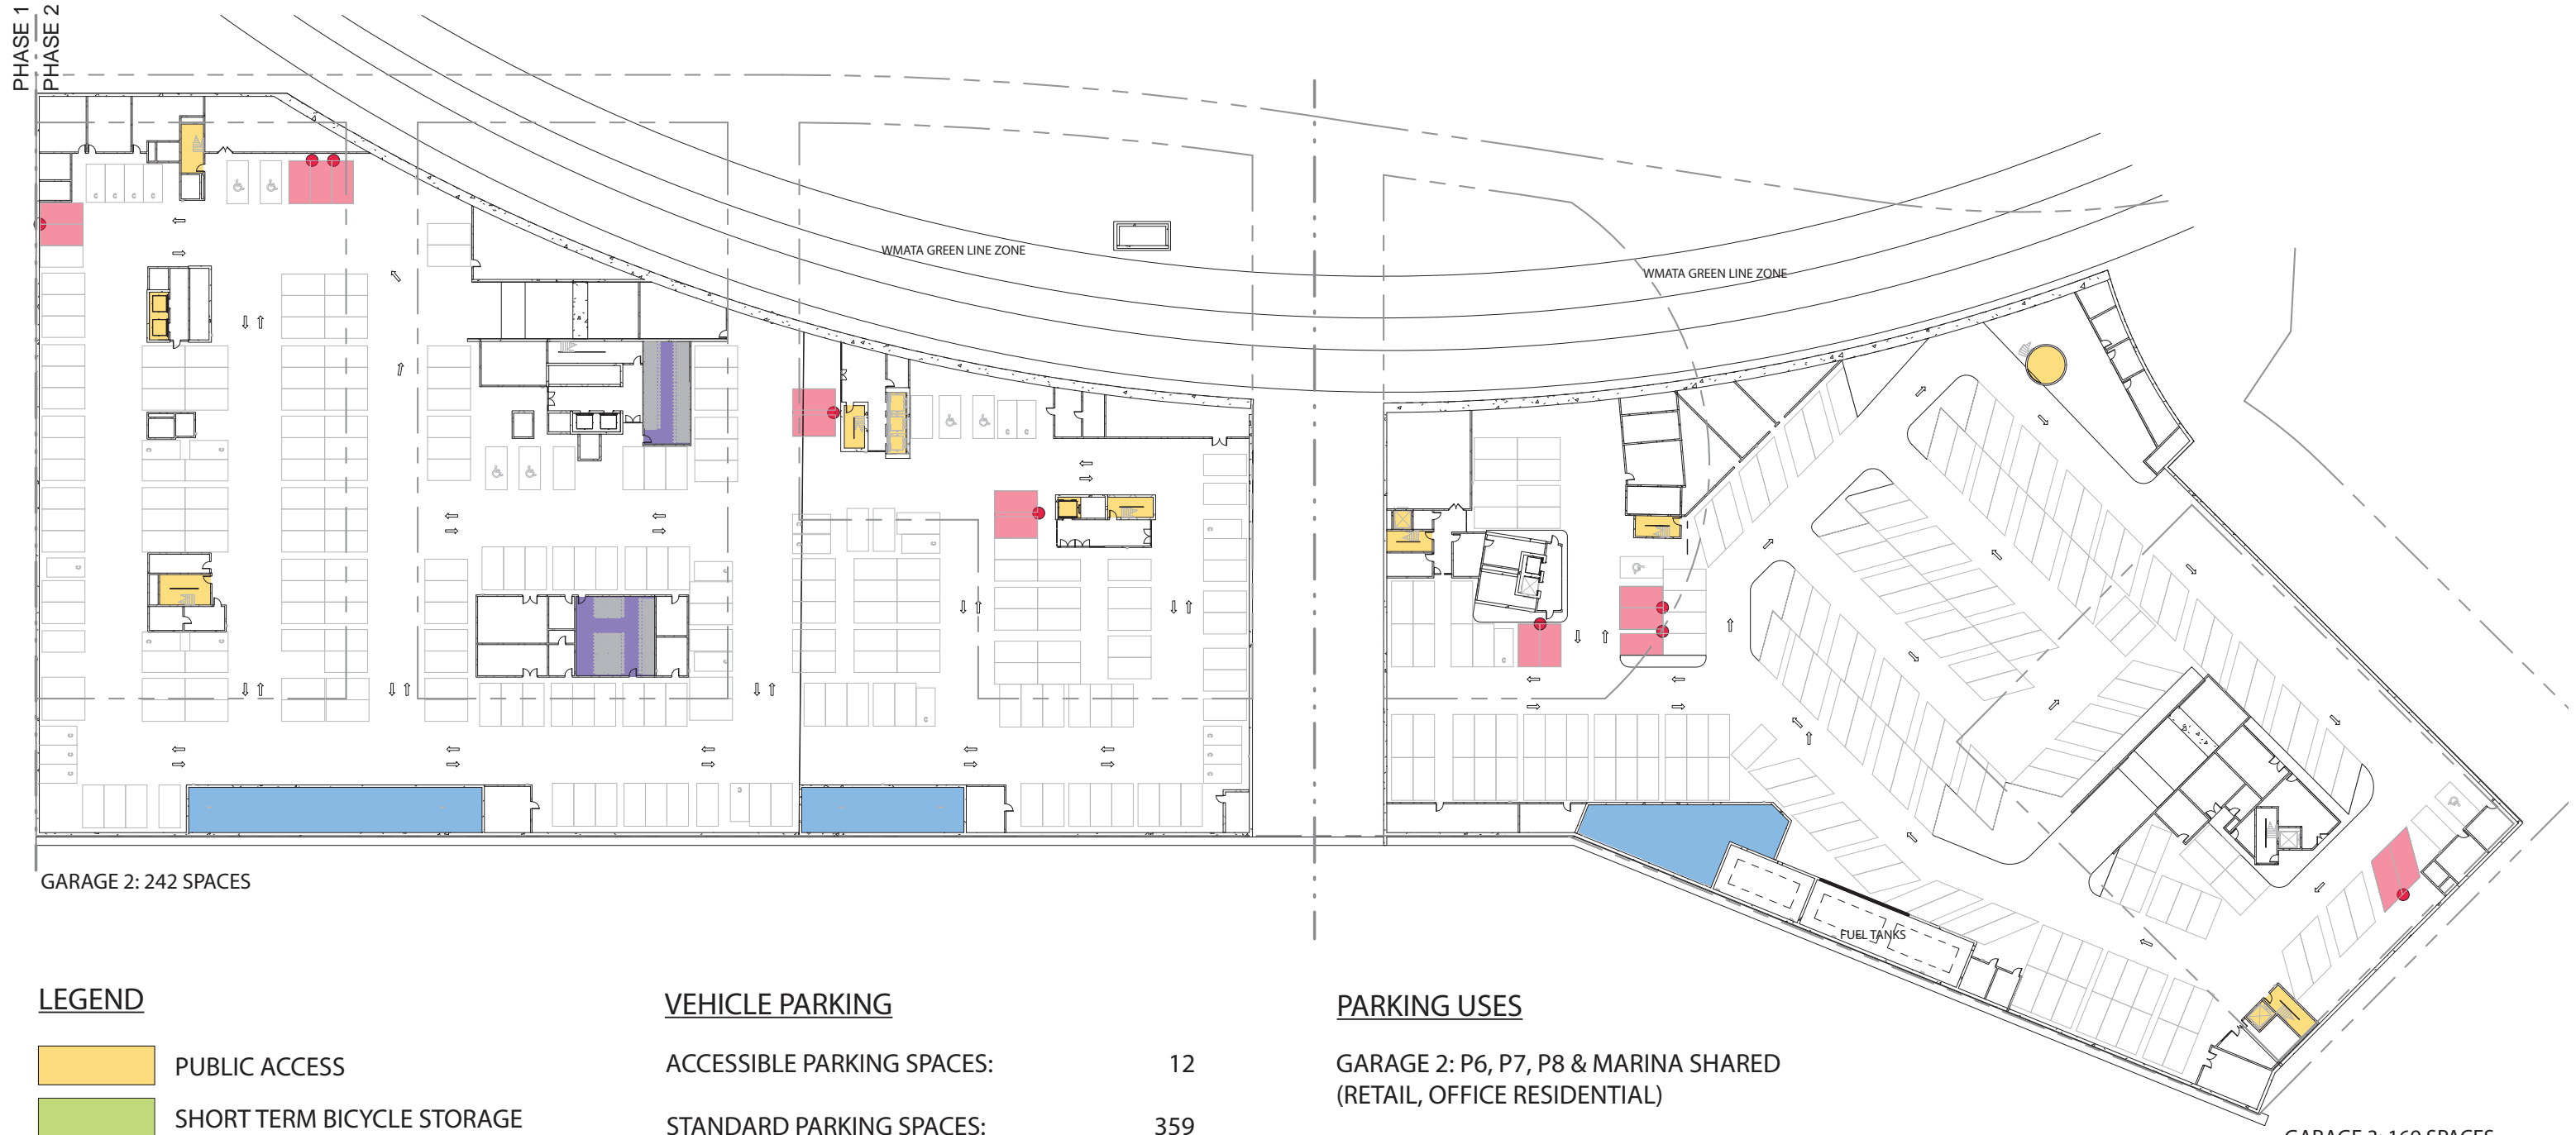 PHASE 1
PHASE 2
WMATA GREEN LINE ZONE
WMATA GREEN LINE ZONE
FUEL TANKS
GARAGE 2: 242 SPACES
LEGEND
PUBLIC ACCESS
SHORT TERM BICYCLE STORAGE
VEHICLE PARKING
ACCESSIBLE PARKING SPACES: 12
STANDARD PARKING SPACES: 359
PARKING USES
GARAGE 2: P6, P7, P8 & MARINA SHARED
(RETAIL, OFFICE RESIDENTIAL)